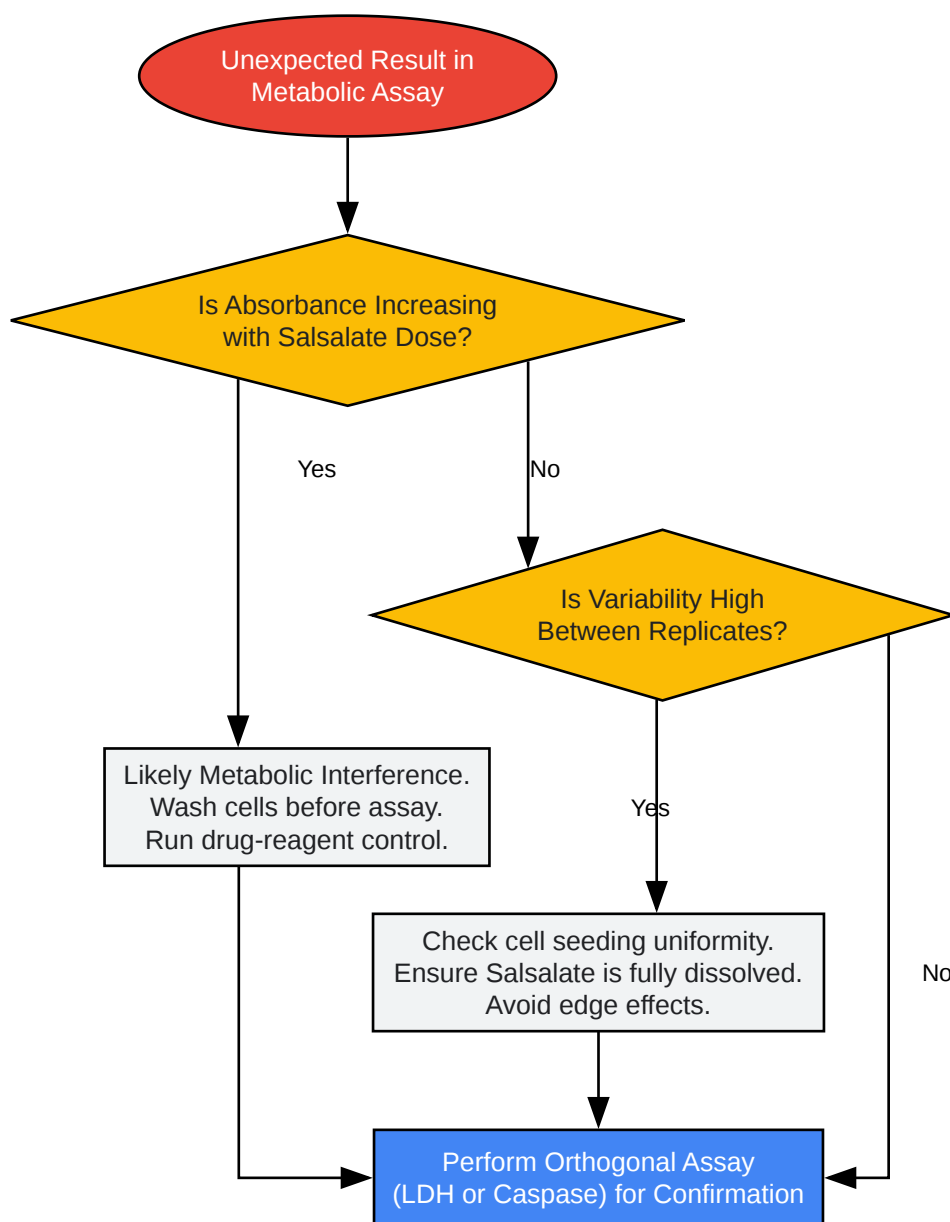 Unexpected Result in
Metabolic Assay
Is Absorbance Increasing
with Salsalate Dose?
Yes
No
Is Variability High
Between Replicates?
Likely Metabolic Interference.
Wash cells before assay.
Run drug-reagent control.
Yes
Check cell seeding uniformity.
Ensure Salsalate is fully dissolved.
Avoid edge effects.
No
Perform Orthogonal Assay
(LDH or Caspase) for Confirmation